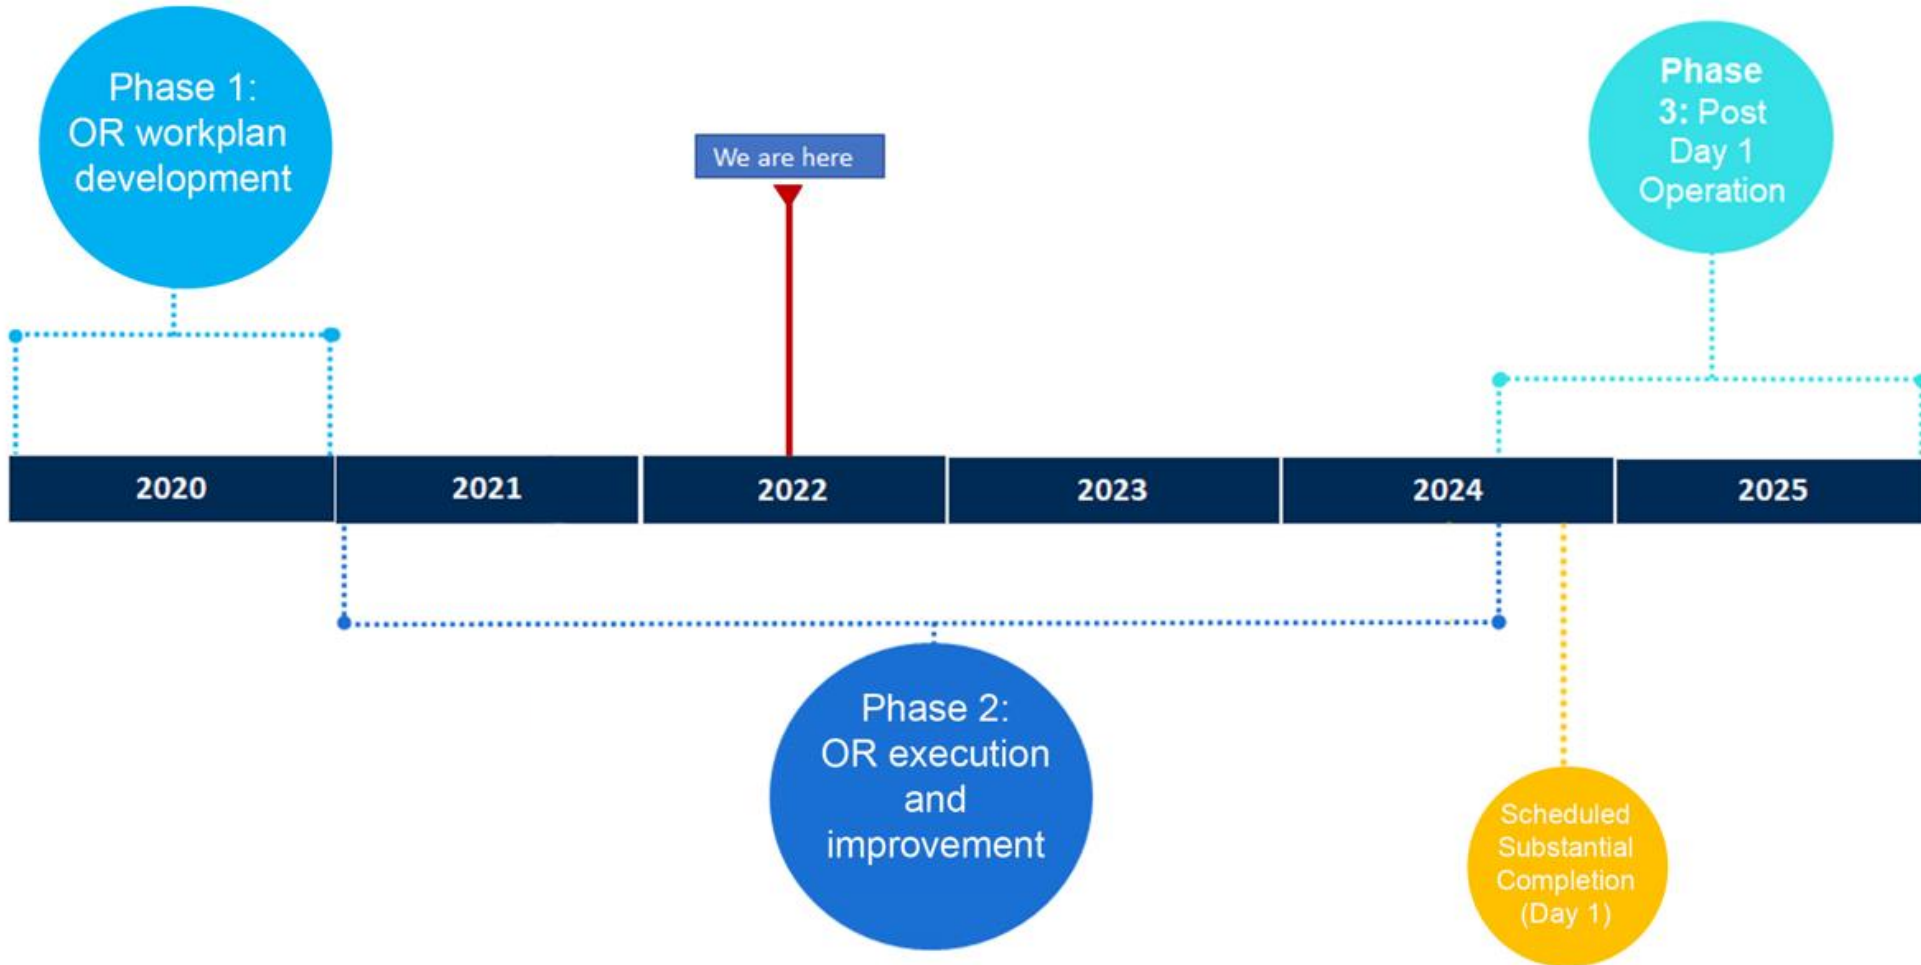 Phase 1:
OR workplan
development
We are here
Phase
3: Post
Day 1
Operation
2020
2021
2022
2023
2024
2025
Phase 2:
OR execution
and
improvement
Scheduled
Substantial
Completion
(Day 1)